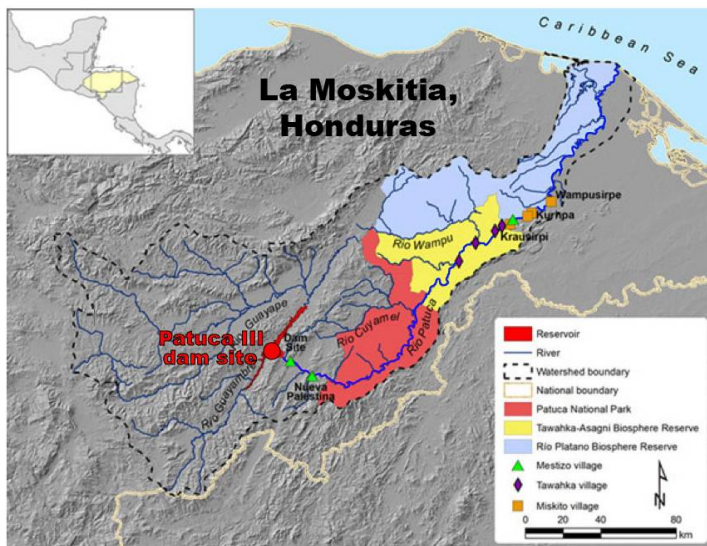 Caribbean Sea
La Moskitia,
Honduras
Wampusirpe
Kurhpa
Krausirpi
Río Wampu
Río Patuca
Río Cuyamel
Río Guayape
Patuca III
dam site
Dam
Site
Río Guayambre
Nueva
Palestina
Reservoir
River
Watershed boundary
National boundary
Patuca National Park
Tawahka-Asagni Biosphere Reserve
Río Platano Biosphere Reserve
Mestizo village
Tawahka village
Miskito village
N
0 20 40 60 80
km